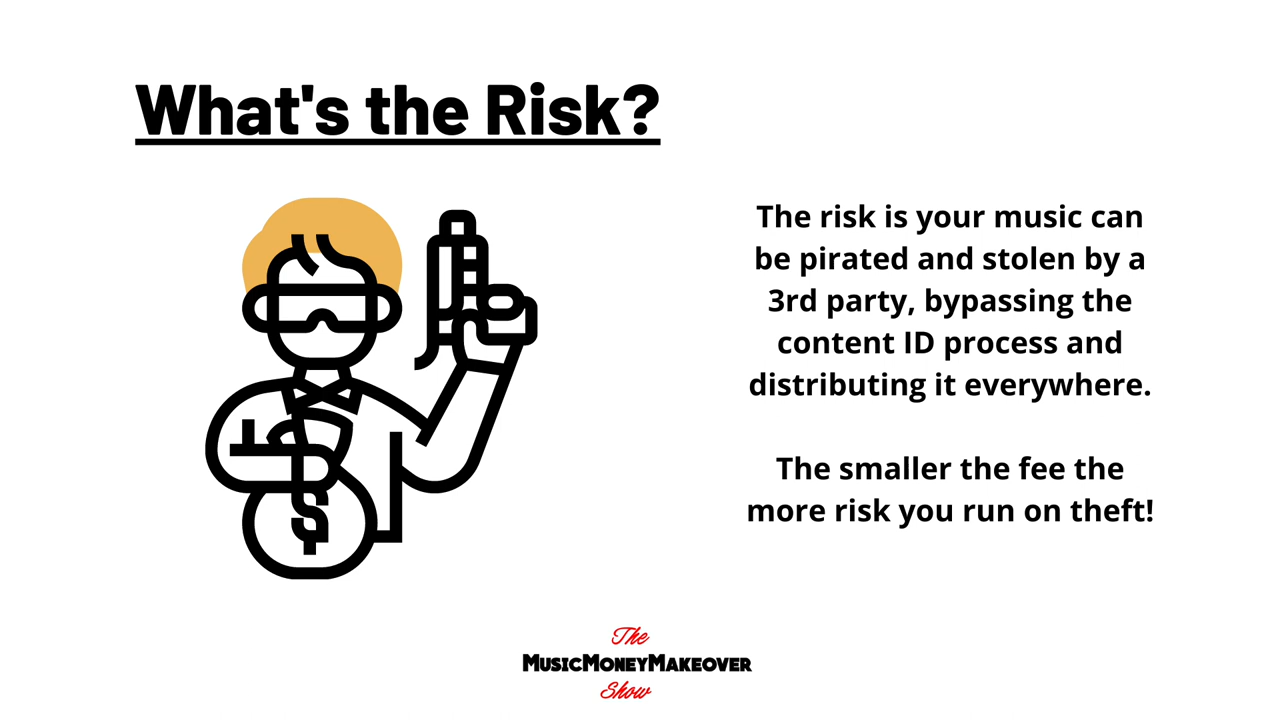 What's the Risk?
The risk is your music can
be pirated and stolen by a
3rd party, bypassing the
content ID process and
distributing it everywhere.
The smaller the fee the
more risk you run on theft!
$
The
MusicMoneyMakeover
Show